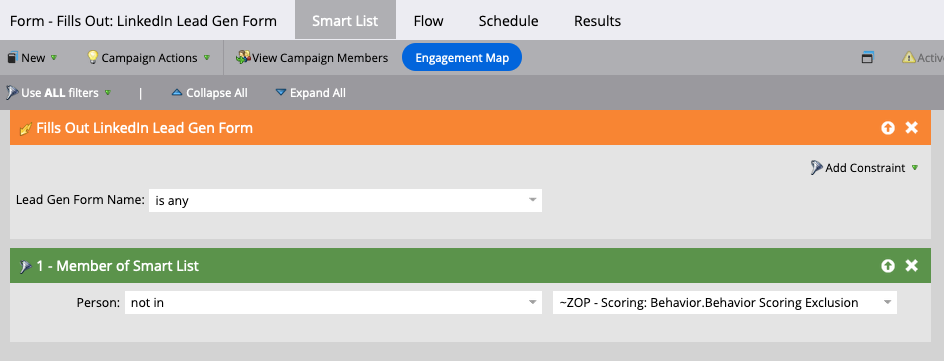 Form - Fills Out: LinkedIn Lead Gen Form Smart List Flow Schedule Results
New Campaign Actions View Campaign Members Engagement Map
Use ALL filters | Collapse All Expand All
Fills Out LinkedIn Lead Gen Form
Add Constraint
Lead Gen Form Name: is any
1 - Member of Smart List
Person: not in ~ZOP - Scoring: Behavior.Behavior Scoring Exclusion